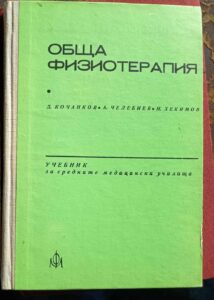 ОБЩА
ФИЗИОТЕРАПИЯ
Д. КОЧАНКОВ • А. ЧЕЛЕБИЕВ • Н. ХЕКИМОВ
УЧЕБНИК
за средните медицински училища